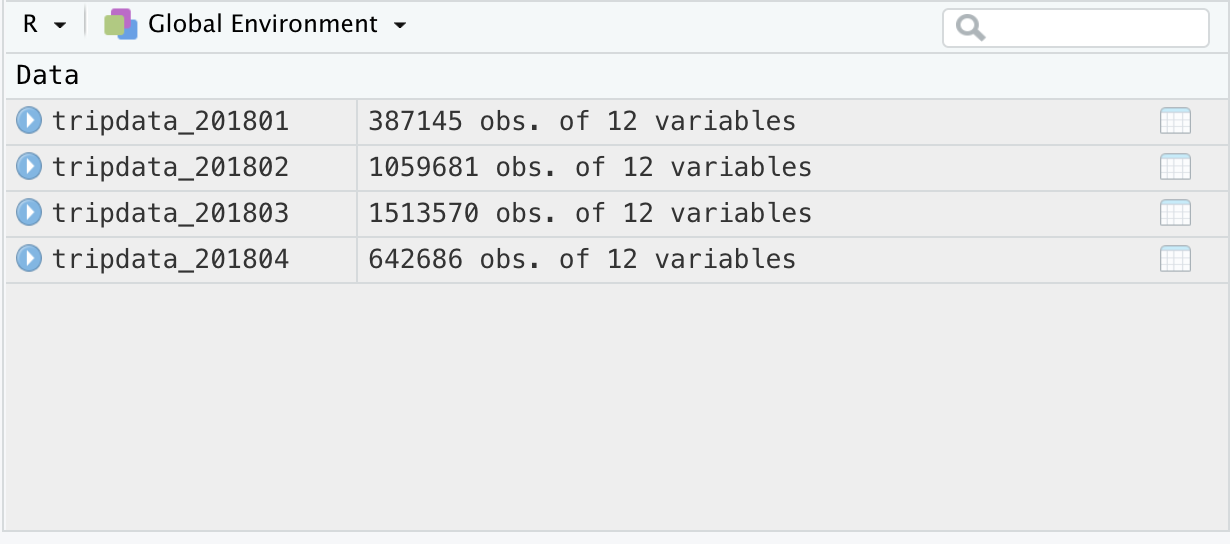 R Global Environment
Data
tripdata_201801 387145 obs. of 12 variables
tripdata_201802 1059681 obs. of 12 variables
tripdata_201803 1513570 obs. of 12 variables
tripdata_201804 642686 obs. of 12 variables